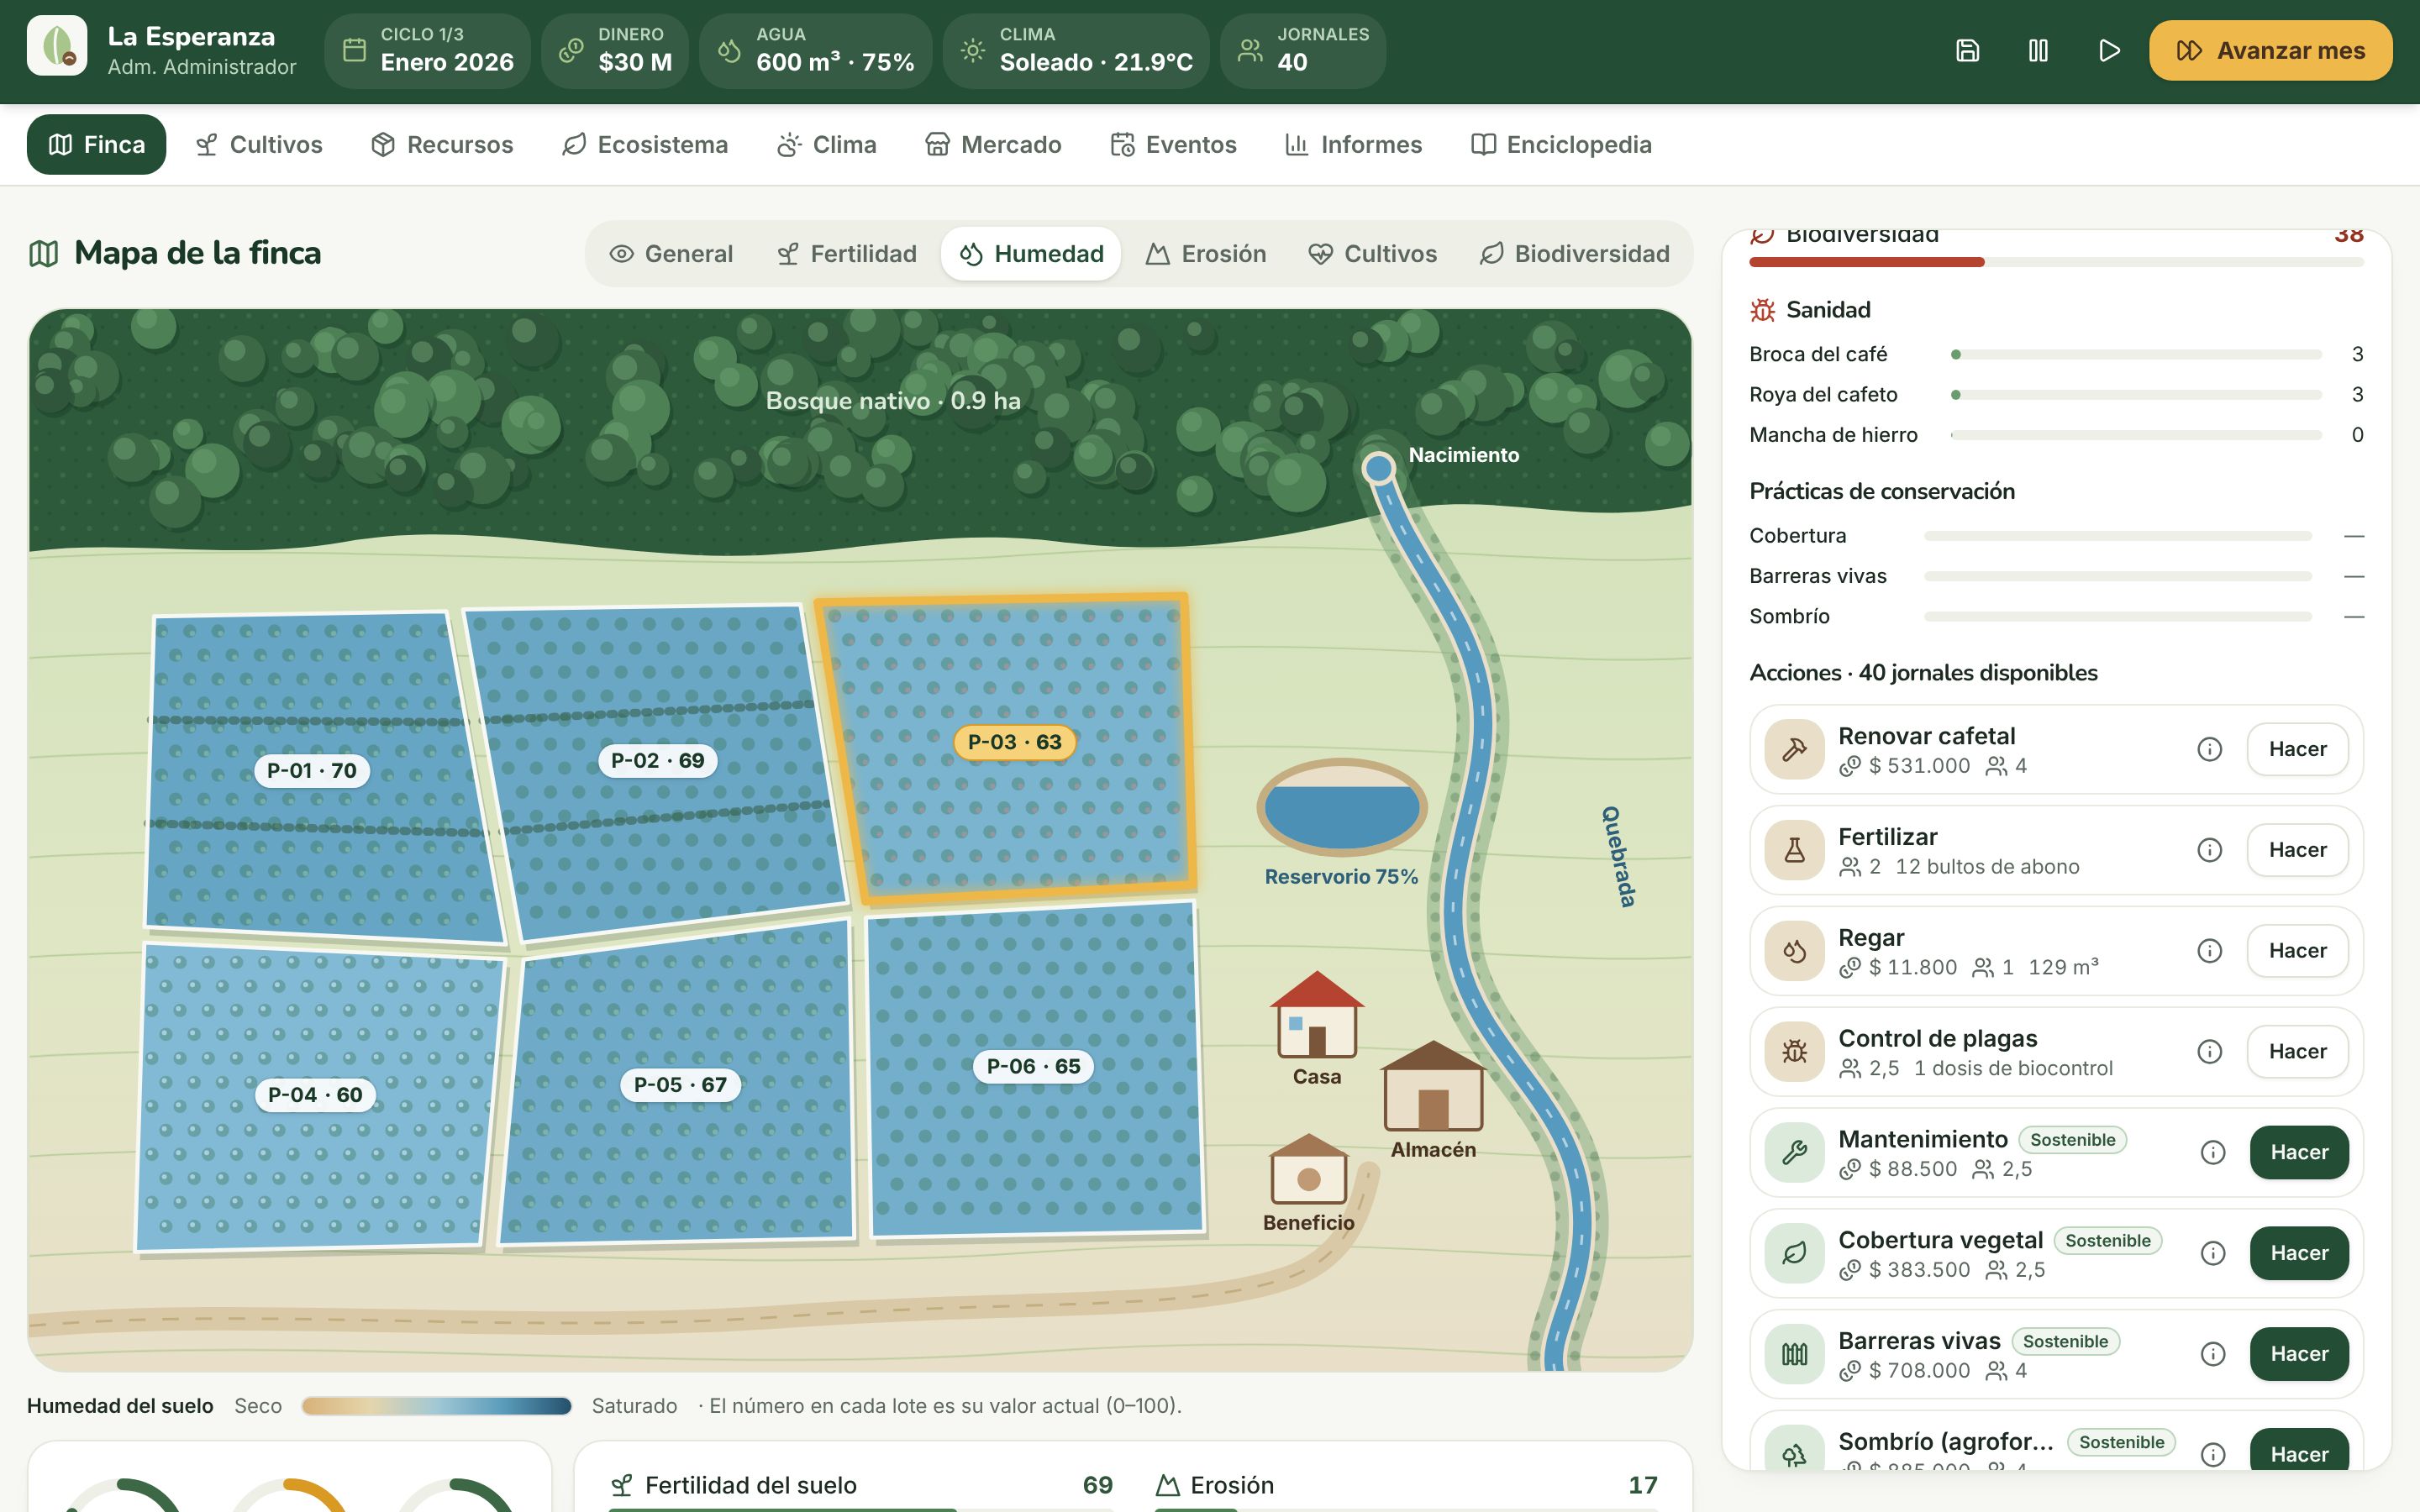 La Esperanza
Adm. Administrador
CICLO 1/3
Enero 2026
DINERO
$30 M
AGUA
600 m³ · 75%
CLIMA
Soleado · 21.9°C
JORNALES
40
Avanzar mes
Finca
Cultivos
Recursos
Ecosistema
Clima
Mercado
Eventos
Informes
Enciclopedia
Mapa de la finca
General
Fertilidad
Humedad
Erosión
Cultivos
Biodiversidad
Bosque nativo · 0.9 ha
Nacimiento
P-01 · 70
P-02 · 69
P-03 · 63
Reservorio 75%
Quebrada
P-04 · 60
P-05 · 67
P-06 · 65
Casa
Almacén
Beneficio
Humedad del suelo
Seco
Saturado
· El número en cada lote es su valor actual (0–100).
Fertilidad del suelo 69
Erosión 17
Biodiversidad 38
Sanidad
Broca del café 3
Roya del cafeto 3
Mancha de hierro 0
Prácticas de conservación
Cobertura —
Barreras vivas —
Sombrío —
Acciones · 40 jornales disponibles
Renovar cafetal
$ 531.000 4
Hacer
Fertilizar
2 12 bultos de abono
Hacer
Regar
$ 11.800 1 129 m³
Hacer
Control de plagas
2,5 1 dosis de biocontrol
Hacer
Mantenimiento Sostenible
$ 88.500 2,5
Hacer
Cobertura vegetal Sostenible
$ 383.500 2,5
Hacer
Barreras vivas Sostenible
$ 708.000 4
Hacer
Sombrío (agrofor... Sostenible
$ 885.000 4
Hacer